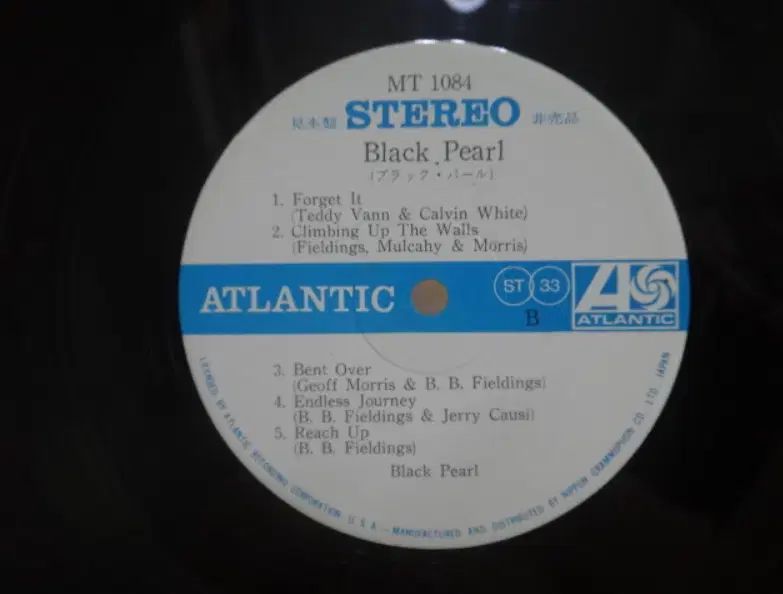 MT 1084
見本盤 STEREO 非売品
Black Pearl
(ブラック・パール)
1. Forget It
(Teddy Vann & Calvin White)
2. Climbing Up The Walls
(Fieldings, Mulcahy & Morris)
ATLANTIC ST 33 ATLANTIC
B
3. Bent Over
(Geoff Morris & B. B. Fieldings)
4. Endless Journey
(B. B. Fieldings & Jerry Causi)
5. Reach Up
(B. B. Fieldings)
Black Pearl
LICENSED BY ATLANTIC RECORDING CORPORATION U S A – MANUFACTURED AND DISTRIBUTED BY NIPPON GRAMMOPHON CO. LTD. JAPAN